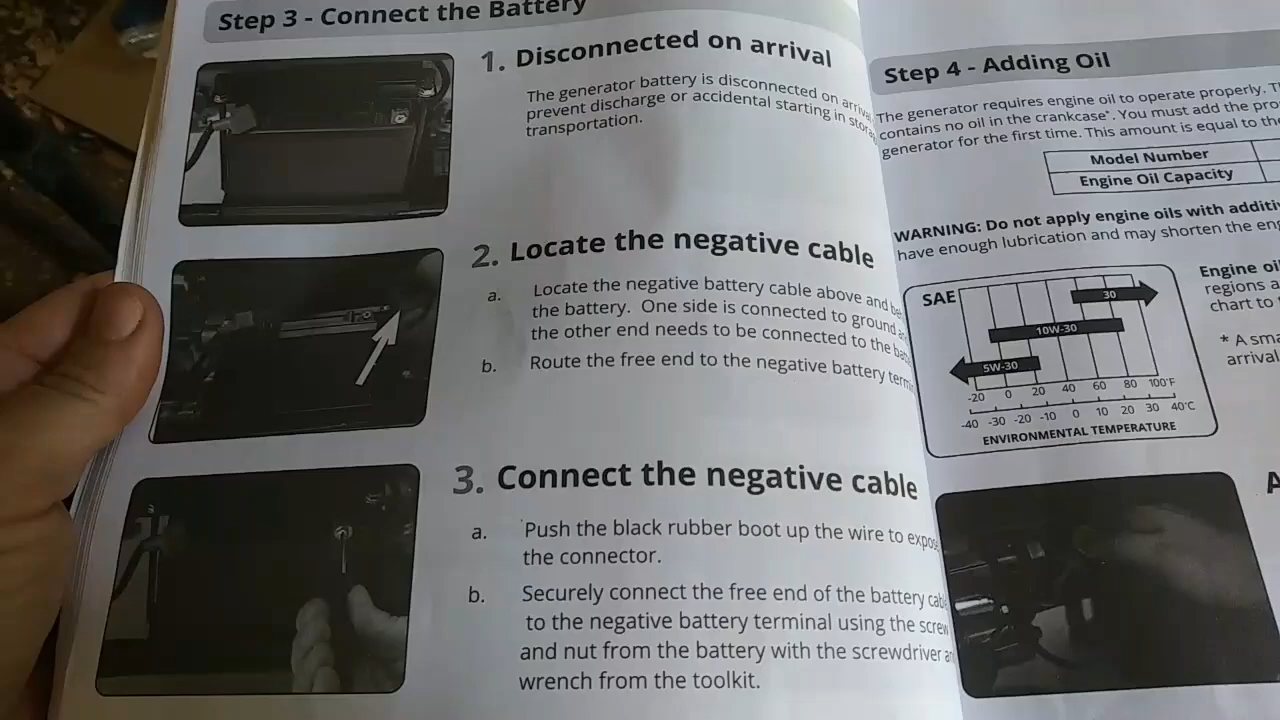 Step 3 - Connect the Battery
1. Disconnected on arrival
The generator battery is disconnected on
prevent discharge or accidental starting in
transportation.
2. Locate the negative cable
a. Locate the negative battery cable above and
the battery. One side is connected to ground
the other end needs to be connected to the
b. Route the free end to the negative battery
3. Connect the negative cable
a. Push the black rubber boot up the wire to
the connector.
b. Securely connect the free end of the battery
to the negative battery terminal using the screw
and nut from the battery with the screwdriver
wrench from the toolkit.
Step 4 - Adding Oil
The generator requires engine oil to operate properly.
contains no oil in the crankcase*. You must add the
generator for the first time. This amount is equal to the
Model Number
Engine Oil Capacity
WARNING: Do not apply engine oils with
have enough lubrication and may shorten the
SAE
30
10W-30
5W-30
-20 0 20 40 60 80 100°F
-40 -30 -20 -10 0 10 20 30 40°C
ENVIRONMENTAL TEMPERATURE
Engine oil
regions
chart to
* A
arrival